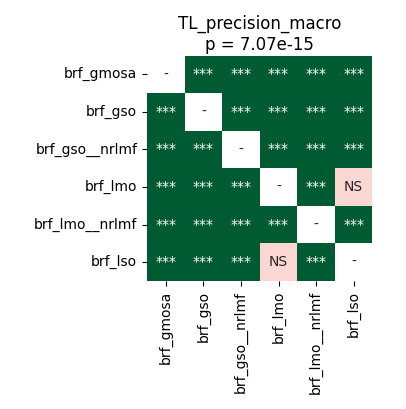 TL_precision_macro
p = 7.07e-15
brf_gmosa - *** *** *** *** ***
brf_gso *** - *** *** *** ***
brf_gso__nrlmf *** *** - *** *** ***
brf_lmo *** *** *** - *** NS
brf_lmo__nrlmf *** *** *** *** - ***
brf_lso *** *** *** NS *** -
brf_gmosa
brf_gso
brf_gso__nrlmf
brf_lmo
brf_lmo__nrlmf
brf_lso